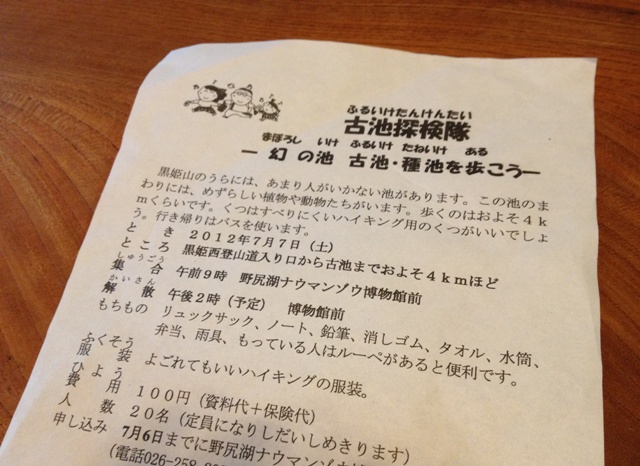 ふるいけたんけんたい
古池探検隊
まぼろし いけ ふるいけ たねいけ ある
― 幻 の池 古池・種池を歩こう―
黒姫山のうらには、あまり人がいかない池があります。この池のま
わりには、めずらしい植物や動物たちがいます。歩くのはおよそ4k
mくらいです。くつはすべりにくいハイキング用のくつがいいでしょ
う。行き帰りはバスを使います。
と き 2012年7月7日(土)
ところ 黒姫西登山道入り口から古池までおよそ4kmほど
しゅうごう
集 合 午前9時 野尻湖ナウマンゾウ博物館前
かいさん
解 散 午後2時(予定) 博物館前
もちもの リュックサック、ノート、鉛筆、消しゴム、タオル、水筒、
弁当、雨具、もっている人はルーペがあると便利です。
ふくそう
服 装 よごれてもいいハイキングの服装。
ひよう
費 用 100円(資料代+保険代)
人 数 20名(定員になりしだいしめきります)
申し込み 7月6日までに野尻湖ナウマンゾウ
(電話026-258-